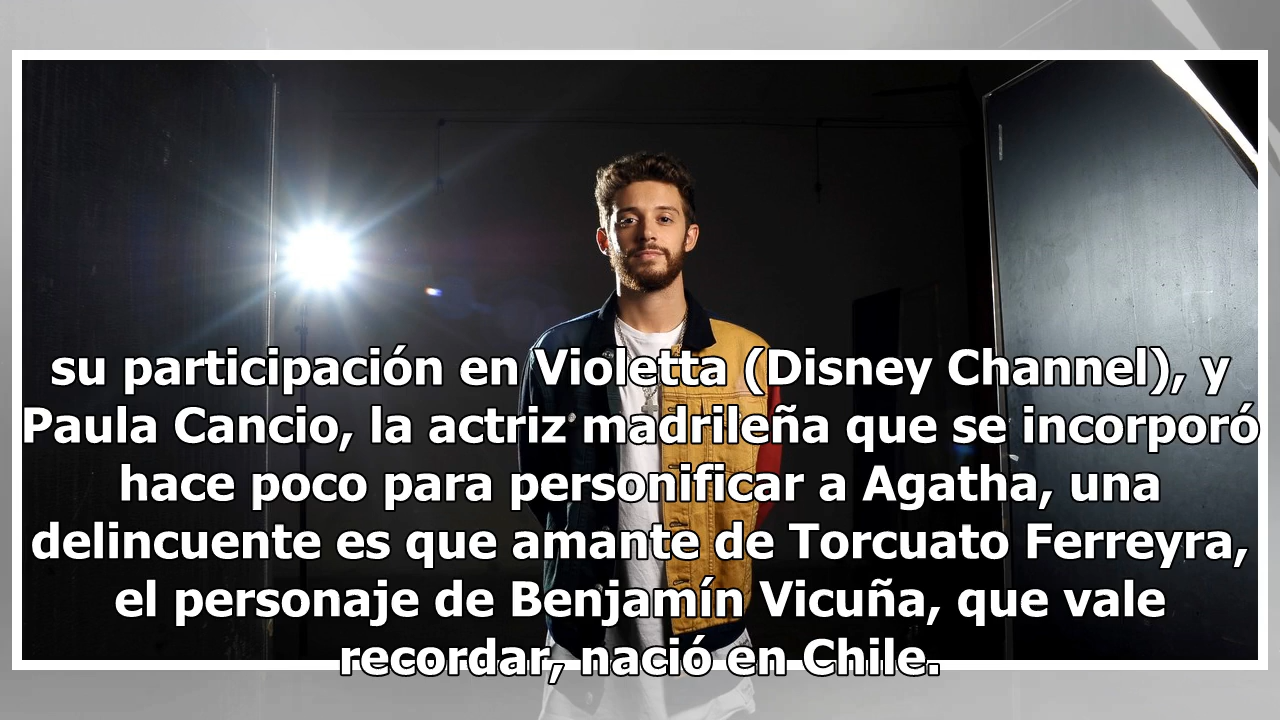 su participación en Violetta (Disney Channel), y
Paula Cancio, la actriz madrileña que se incorporó
hace poco para personificar a Agatha, una
delincuente es que amante de Torcuato Ferreyra,
el personaje de Benjamín Vicuña, que vale
recordar, nació en Chile.